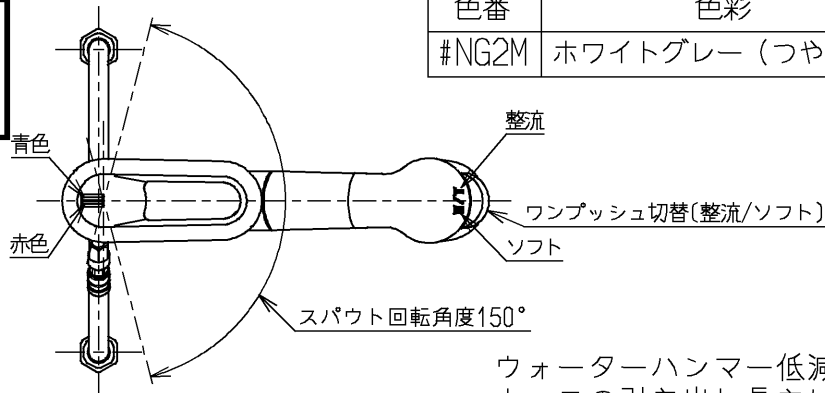 色番 色彩
#NG2M ホワイトグレー(つや
整流
青色
ワンプッシュ切替(整流/ソフト)
赤色
ソフト
スパウト回転角度150°
ウォーターハンマー低減